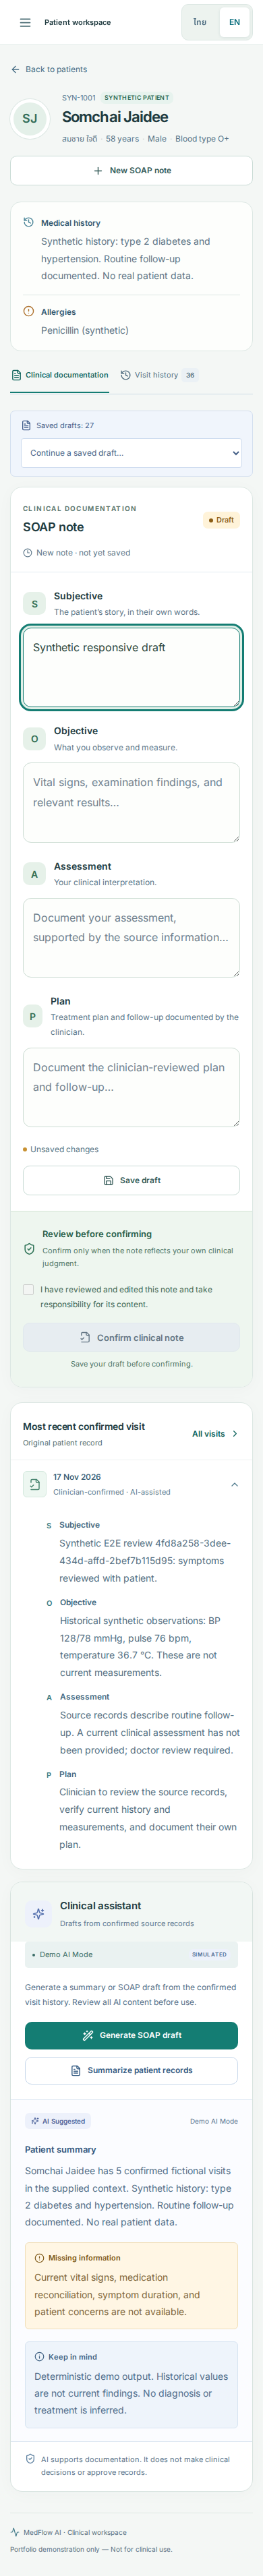 Patient workspace
ไทย
EN
Back to patients
SJ
SYN-1001 SYNTHETIC PATIENT
Somchai Jaidee
สมชาย ใจดี · 58 years · Male · Blood type O+
New SOAP note
Medical history
Synthetic history: type 2 diabetes and
hypertension. Routine follow-up
documented. No real patient data.
Allergies
Penicillin (synthetic)
Clinical documentation
Visit history 36
Saved drafts: 27
Continue a saved draft...
CLINICAL DOCUMENTATION
SOAP note
Draft
New note · not yet saved
S
Subjective
The patient's story, in their own words.
Synthetic responsive draft
O
Objective
What you observe and measure.
Vital signs, examination findings, and
relevant results...
A
Assessment
Your clinical interpretation.
Document your assessment,
supported by the source information...
P
Plan
Treatment plan and follow-up documented by the
clinician.
Document the clinician-reviewed plan
and follow-up...
Unsaved changes
Save draft
Review before confirming
Confirm only when the note reflects your own clinical
judgment.
I have reviewed and edited this note and take
responsibility for its content.
Confirm clinical note
Save your draft before confirming.
Most recent confirmed visit
Original patient record
All visits
17 Nov 2026
Clinician-confirmed · AI-assisted
S Subjective
Synthetic E2E review 4fd8a258-3dee-
434d-affd-2bef7b115d95: symptoms
reviewed with patient.
O Objective
Historical synthetic observations: BP
128/78 mmHg, pulse 76 bpm,
temperature 36.7 °C. These are not
current measurements.
A Assessment
Source records describe routine follow-
up. A current clinical assessment has not
been provided; doctor review required.
P Plan
Clinician to review the source records,
verify current history and
measurements, and document their own
plan.
Clinical assistant
Drafts from confirmed source records
Demo AI Mode
SIMULATED
Generate a summary or SOAP draft from the confirmed
visit history. Review all AI content before use.
Generate SOAP draft
Summarize patient records
AI Suggested
Demo AI Mode
Patient summary
Somchai Jaidee has 5 confirmed fictional visits
in the supplied context. Synthetic history: type
2 diabetes and hypertension. Routine follow-up
documented. No real patient data.
Missing information
Current vital signs, medication
reconciliation, symptom duration, and
patient concerns are not available.
Keep in mind
Deterministic demo output. Historical values
are not current findings. No diagnosis or
treatment is inferred.
AI supports documentation. It does not make clinical
decisions or approve records.
MedFlow AI · Clinical workspace
Portfolio demonstration only — Not for clinical use.